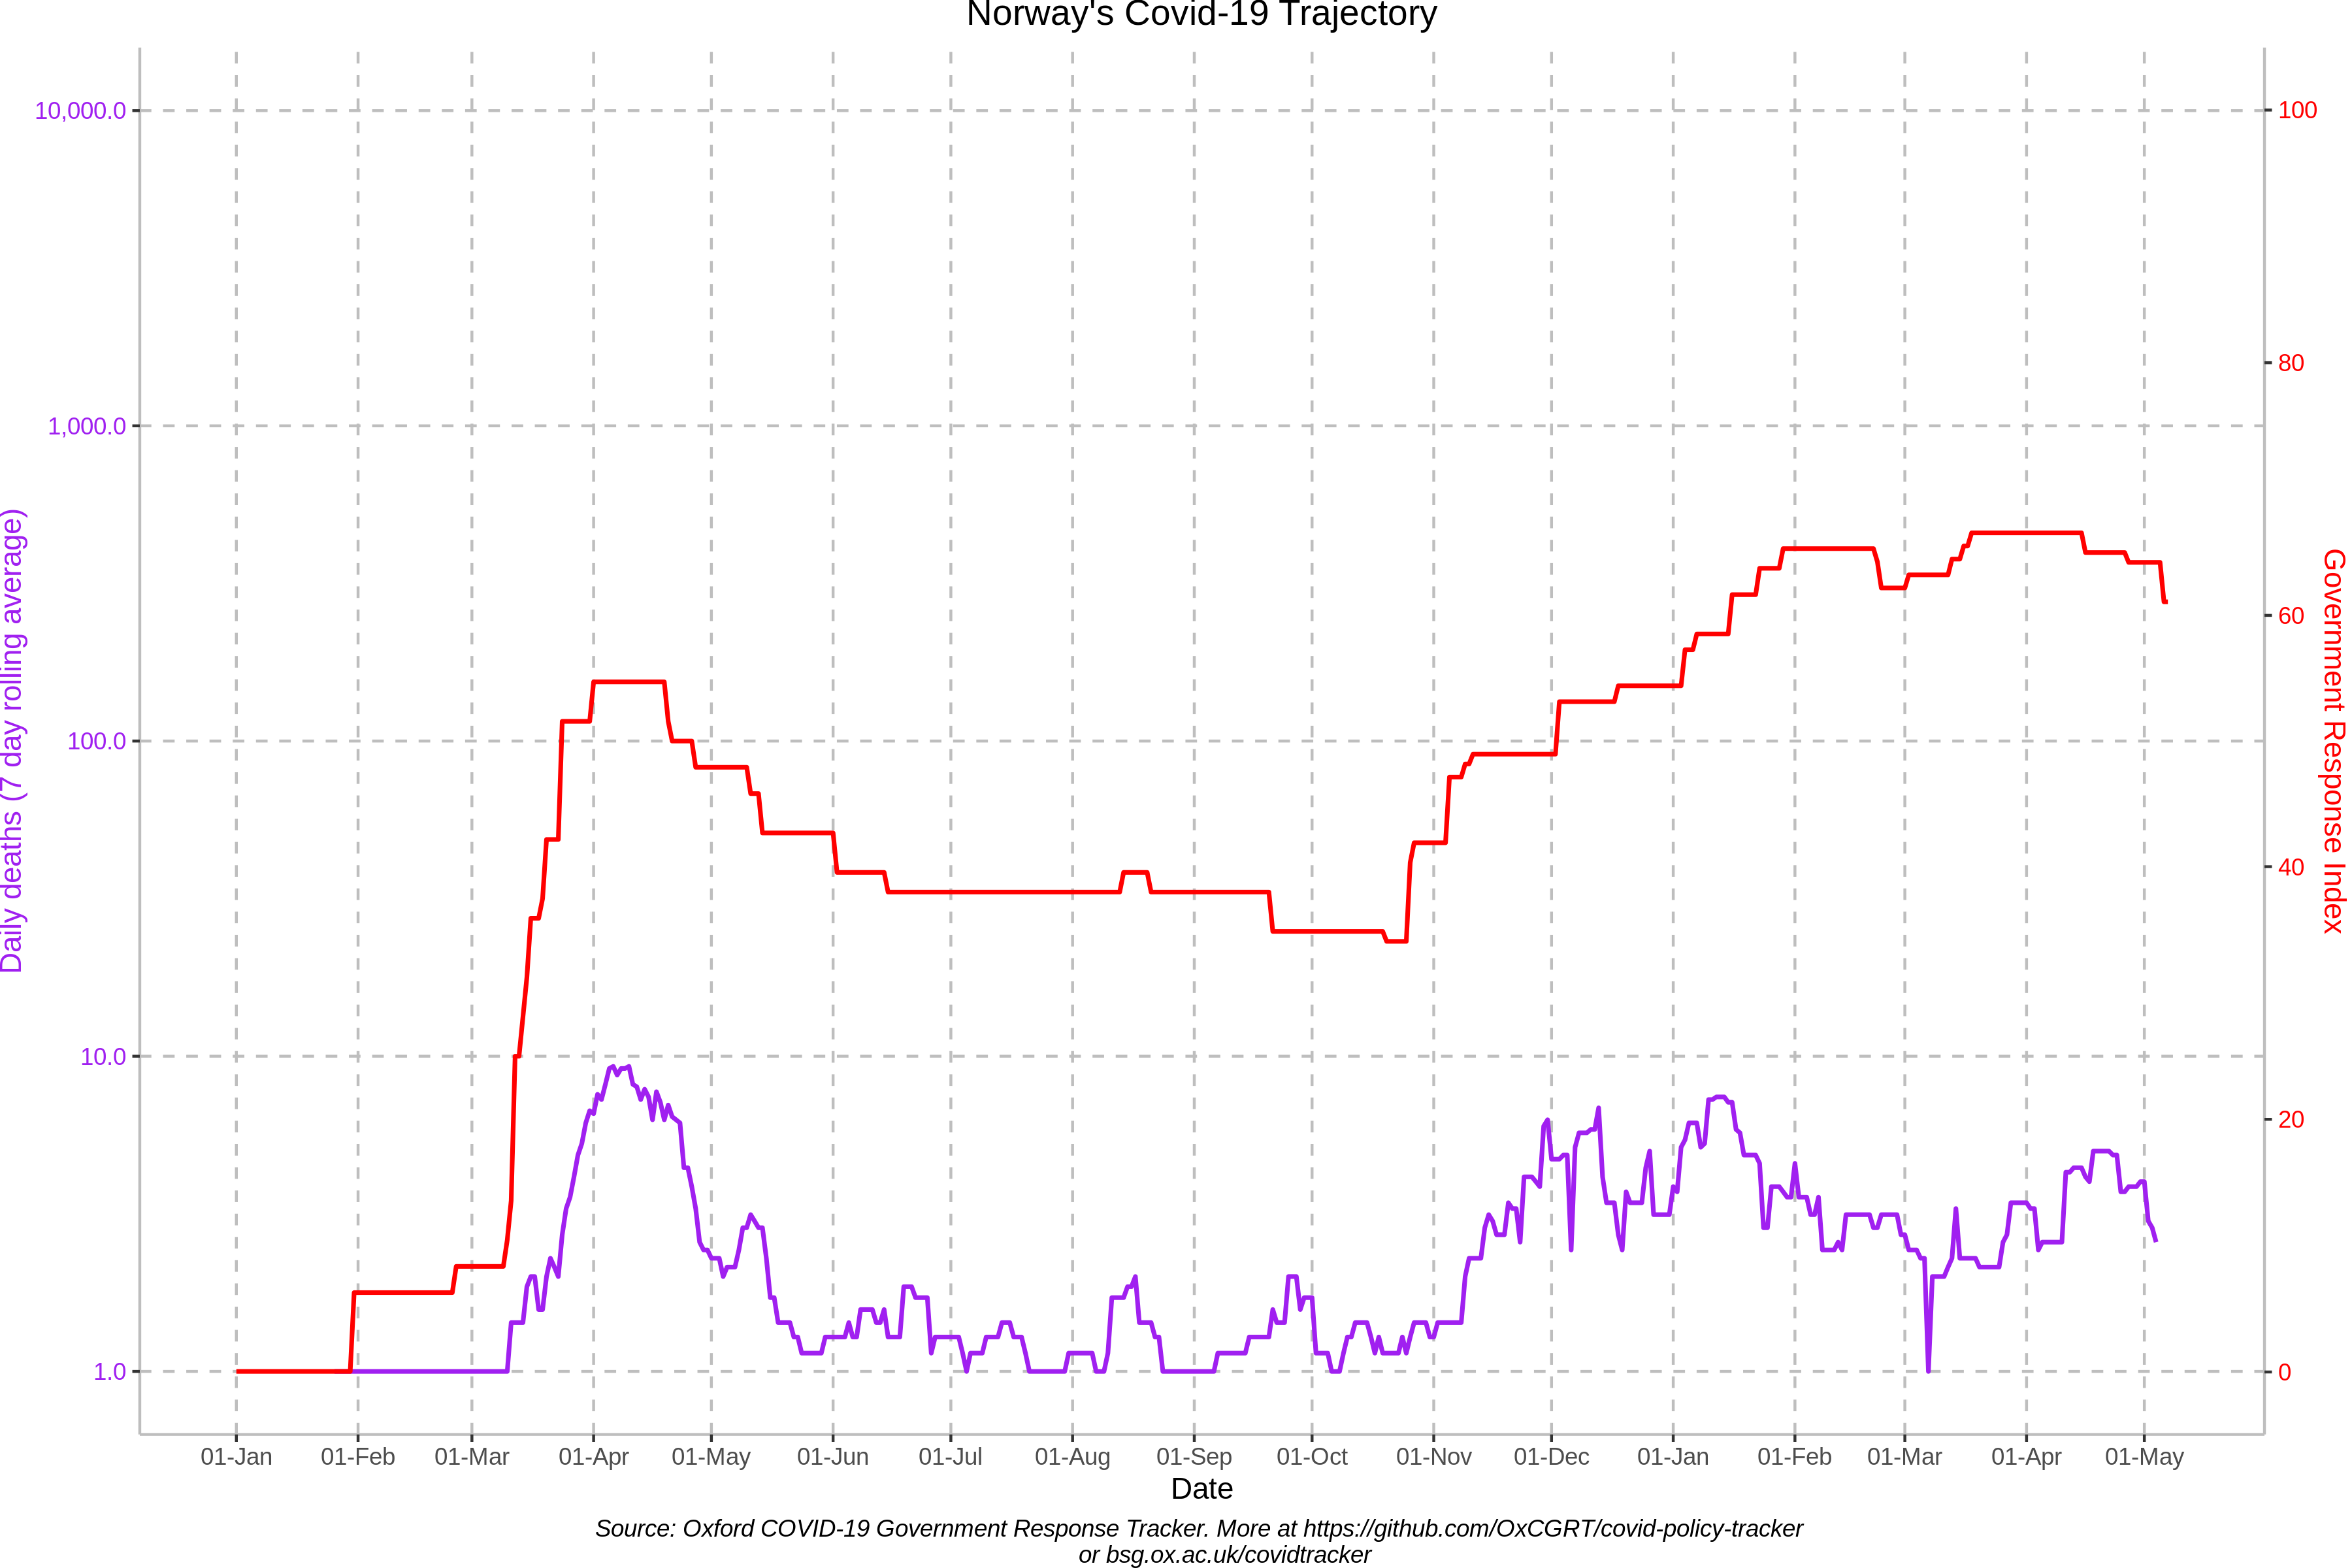 Norway's Covid-19 Trajectory
10,000.0
1,000.0
100.0
10.0
1.0
Daily deaths (7 day rolling average)
100
80
60
40
20
0
Government Response Index
01-Jan 01-Feb 01-Mar 01-Apr 01-May 01-Jun 01-Jul 01-Aug 01-Sep 01-Oct 01-Nov 01-Dec 01-Jan 01-Feb 01-Mar 01-Apr 01-May
Date
Source: Oxford COVID-19 Government Response Tracker. More at https://github.com/OxCGRT/covid-policy-tracker
or bsg.ox.ac.uk/covidtracker